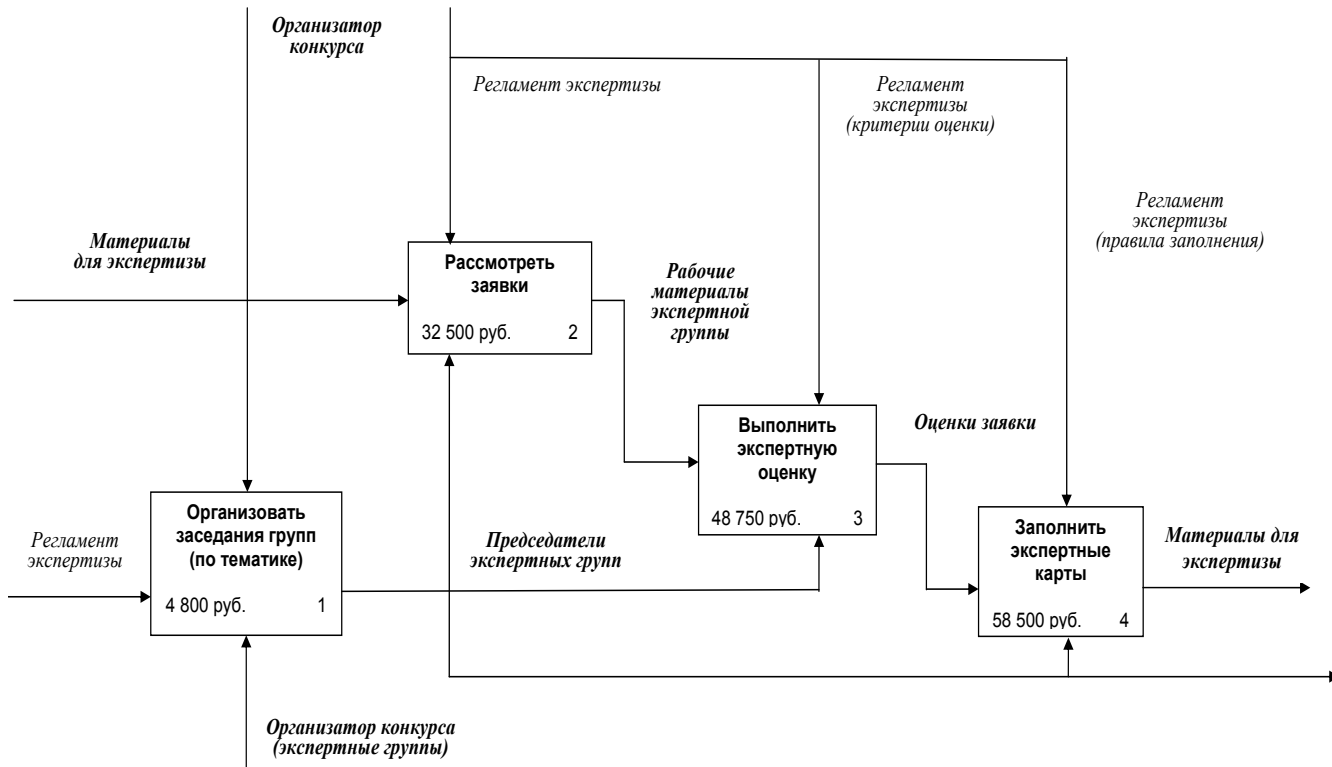 Организатор
конкурса
Регламент экспертизы
Регламент
экспертизы
(критерии оценки)
Регламент
экспертизы
(правила заполнения)
Материалы
для экспертизы
Рассмотреть
заявки
32 500 руб. 2
Рабочие
материалы
экспертной
группы
Выполнить
экспертную
оценку
48 750 руб. 3
Оценки заявки
Регламент
экспертизы
Организовать
заседания групп
(по тематике)
4 800 руб. 1
Председатели
экспертных групп
Заполнить
экспертные
карты
58 500 руб. 4
Материалы для
экспертизы
Организатор конкурса
(экспертные группы)